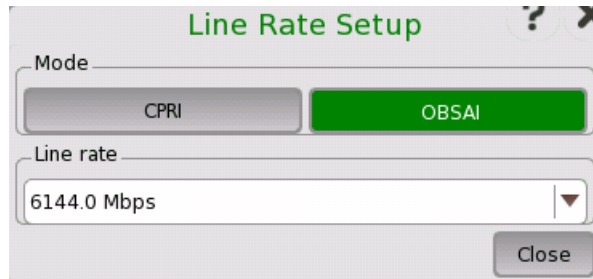 Line Rate Setup ?
Mode
CPRI OBSAI
Line rate
6144.0 Mbps
Close